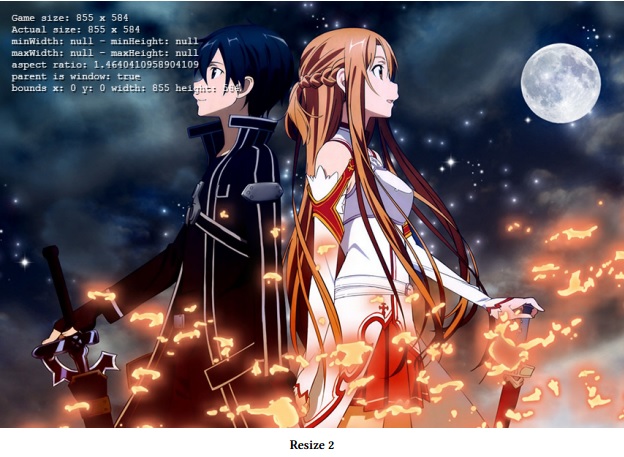 Game size: 855 x 584
Actual size: 855 x 584
minWidth: null - minHeight: null
maxWidth: null - maxHeight: null
aspect ratio: 1.4640410958904109
parent is window: true
bounds x: 0 y: 0 width: 855 height: 584
Resize 2